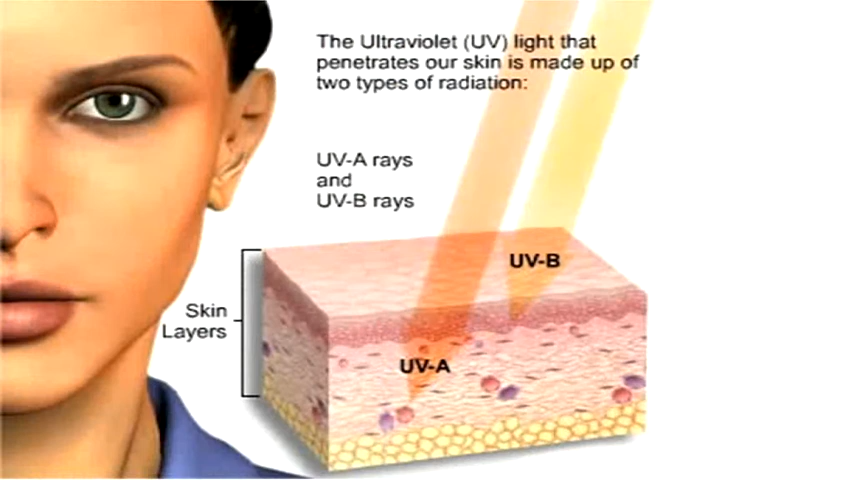 The Ultraviolet (UV) light that
penetrates our skin is made up of
two types of radiation:
UV-A rays
and
UV-B rays
UV-B
Skin
Layers
UV-A